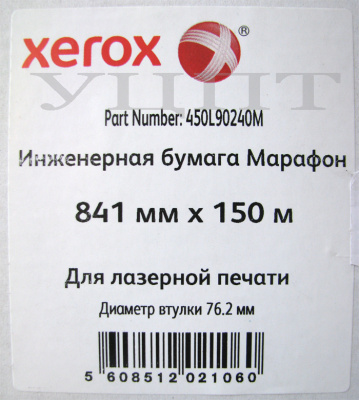 xerox ®
УЦПТ
Part Number: 450L90240M
Инженерная бумага Марафон
841 мм x 150 м
Для лазерной печати
Диаметр втулки 76.2 мм
5 608512 021060